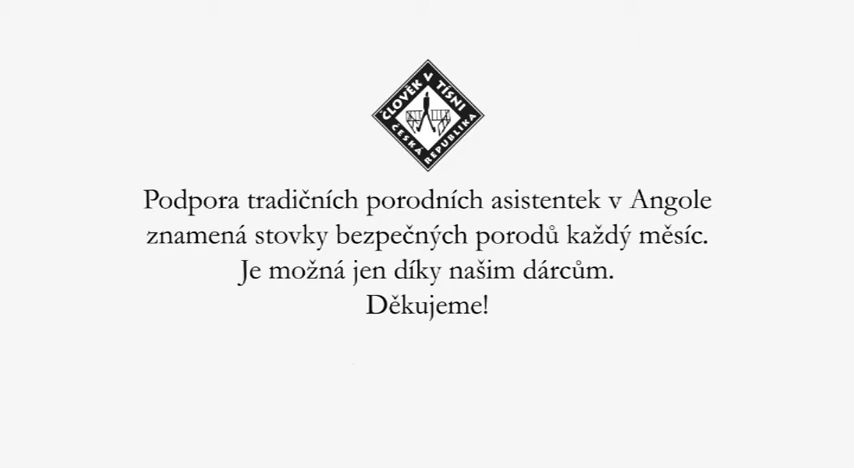 ČLOVĚK V TÍSNI
ČESKÁ REPUBLIKA
Podpora tradičních porodních asistentek v Angole
znamená stovky bezpečných porodů každý měsíc.
Je možná jen díky našim dárcům.
Děkujeme!